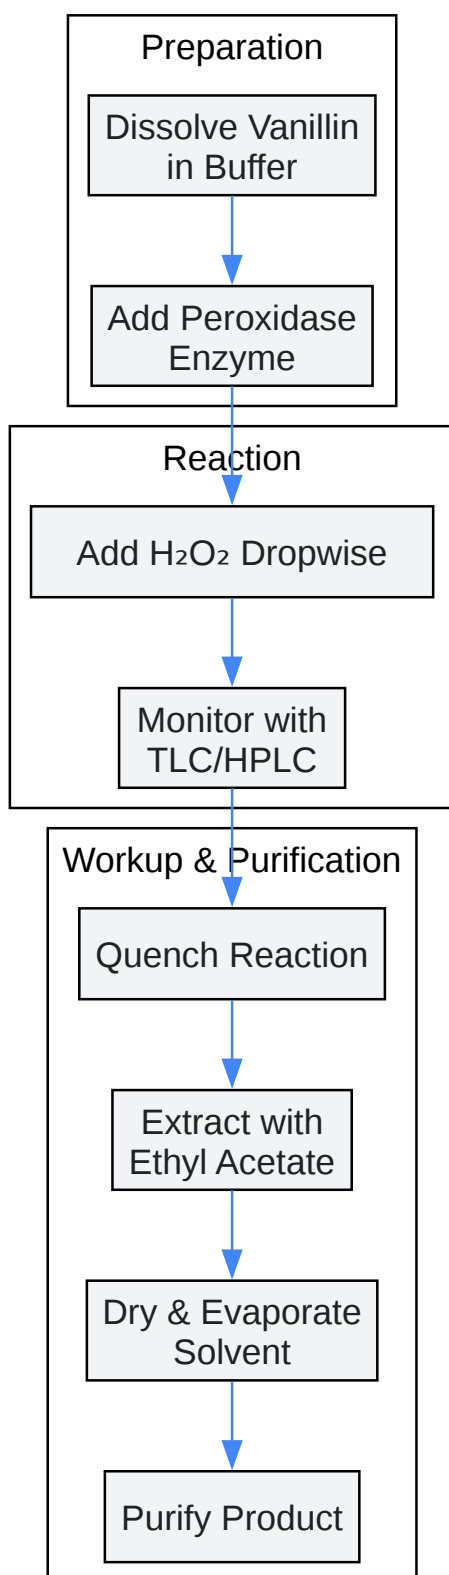 Preparation
Dissolve Vanillin
in Buffer
Add Peroxidase
Enzyme
Reaction
Add H₂O₂ Dropwise
Monitor with
TLC/HPLC
Workup & Purification
Quench Reaction
Extract with
Ethyl Acetate
Dry & Evaporate
Solvent
Purify Product